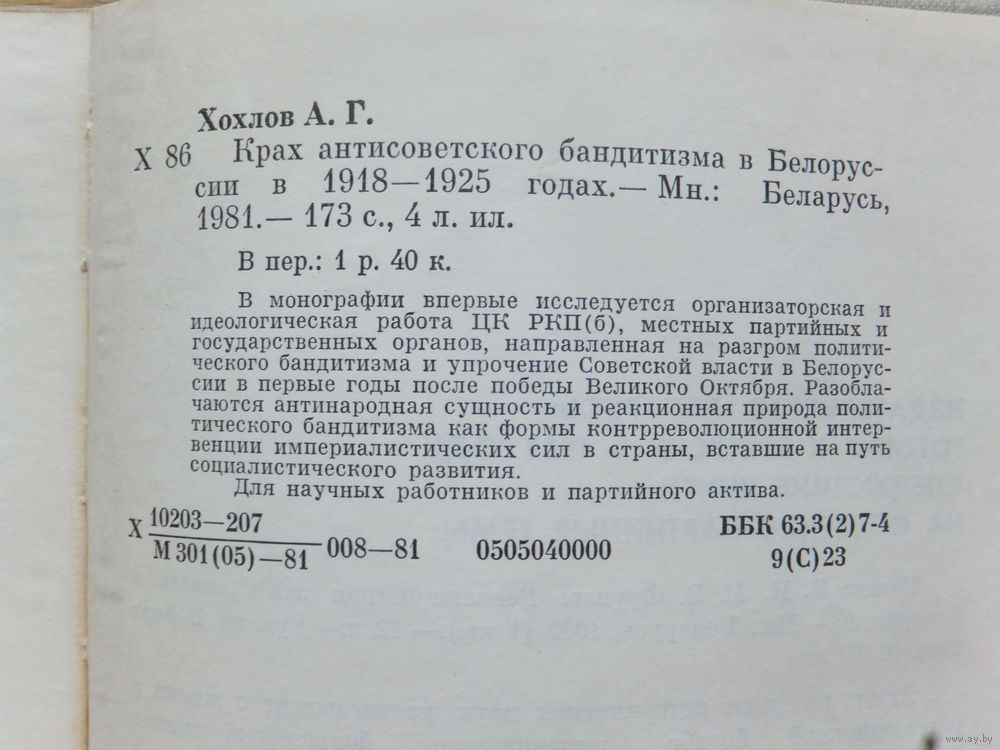 Хохлов А. Г.
Х 86 Крах антисоветского бандитизма в Белорус-
сии в 1918—1925 годах.— Мн.: Беларусь,
1981.— 173 с., 4 л. ил.
В пер.: 1 р. 40 к.
В монографии впервые исследуется организаторская и
идеологическая работа ЦК РКП(б), местных партийных и
государственных органов, направленная на разгром полити-
ческого бандитизма и упрочение Советской власти в Белорус-
сии в первые годы после победы Великого Октября. Разобла-
чаются антинародная сущность и реакционная природа поли-
тического бандитизма как формы контрреволюционной интер-
венции империалистических сил в страны, вставшие на путь
социалистического развития.
Для научных работников и партийного актива.
Х 10203—207
М 301 (05) —81 008—81 0505040000
ББК 63.3(2)7-4
9(С)23
www.ay.by